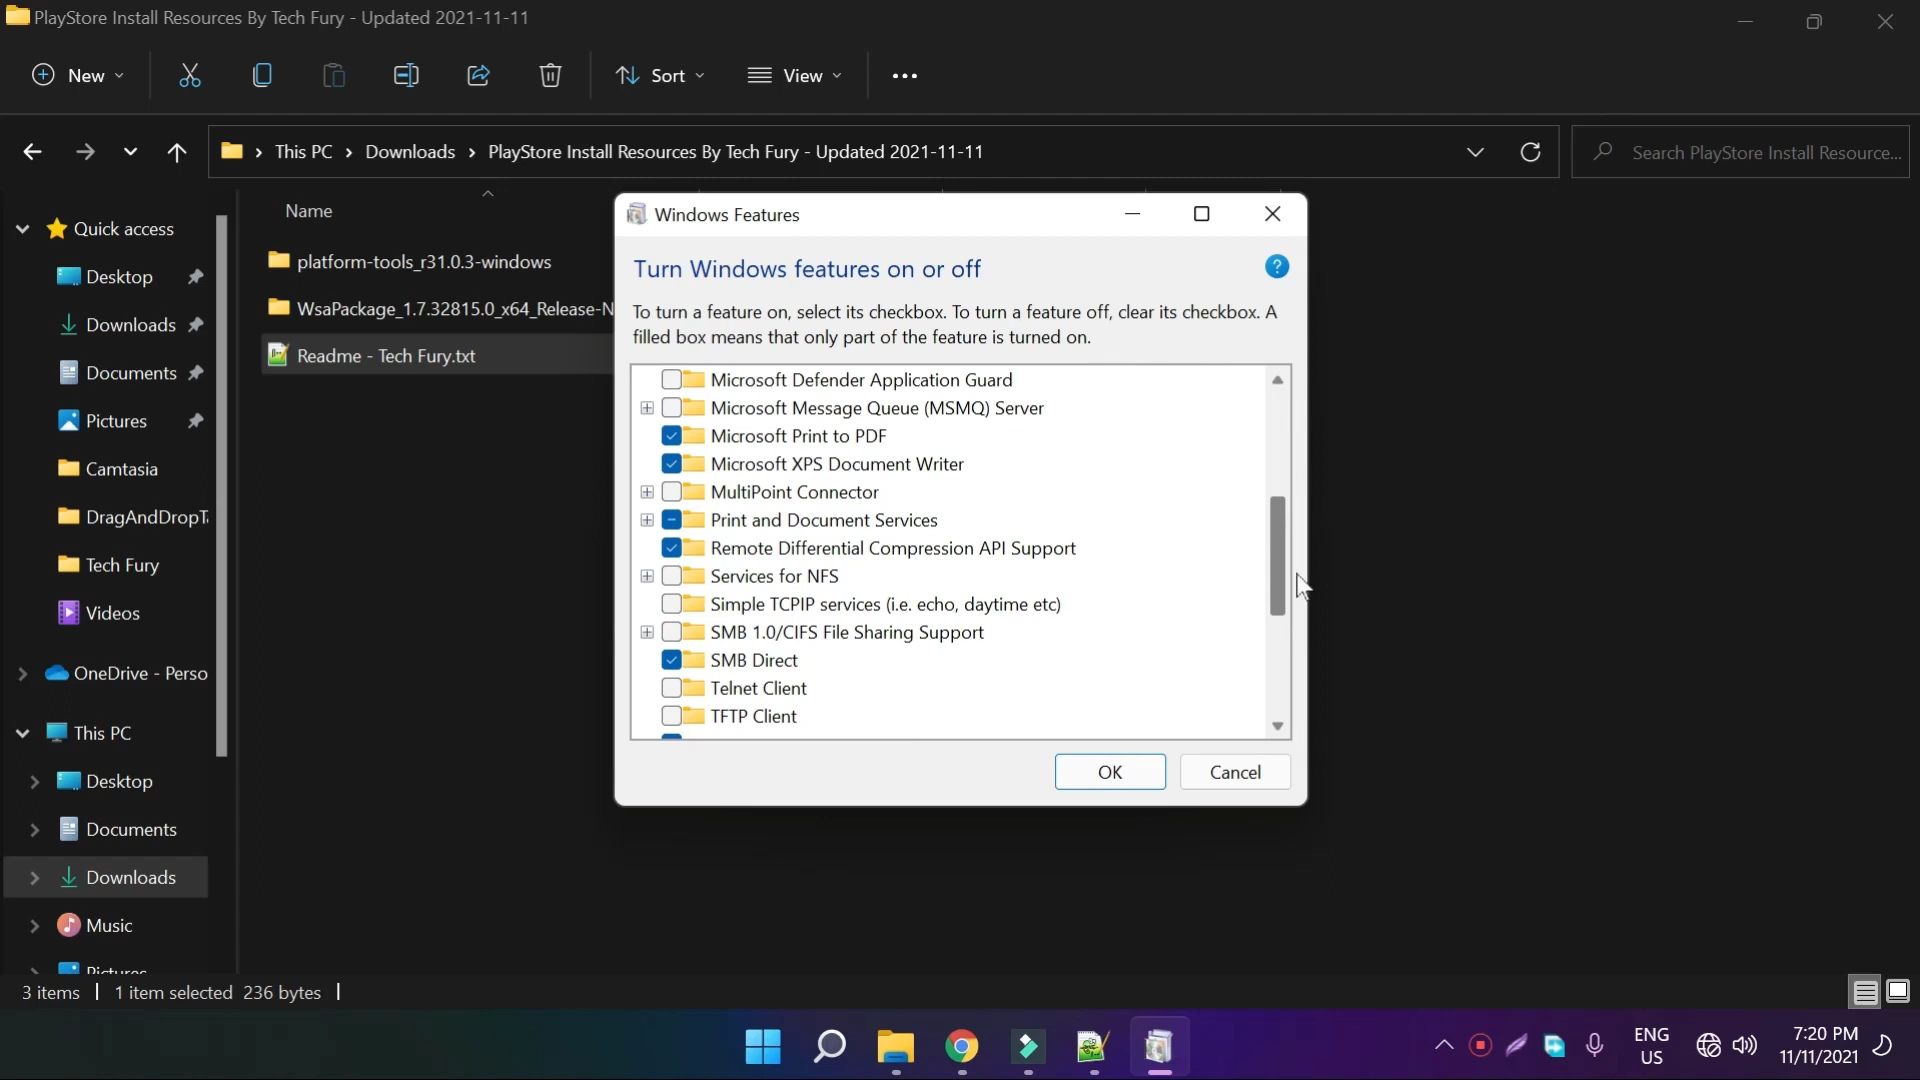 PlayStore Install Resources By Tech Fury - Updated 2021-11-11
New
Sort
View
This PC > Downloads > PlayStore Install Resources By Tech Fury - Updated 2021-11-11
Search PlayStore Install Resource...
Name
platform-tools_r31.0.3-windows
WsaPackage_1.7.32815.0_x64_Release-N
Readme - Tech Fury.txt
Quick access
Desktop
Downloads
Documents
Pictures
Camtasia
DragAndDropT
Tech Fury
Videos
OneDrive - Perso
This PC
Desktop
Documents
Downloads
Music
Pictures
Windows Features
Turn Windows features on or off
To turn a feature on, select its checkbox. To turn a feature off, clear its checkbox. A
filled box means that only part of the feature is turned on.
Microsoft Defender Application Guard
Microsoft Message Queue (MSMQ) Server
Microsoft Print to PDF
Microsoft XPS Document Writer
MultiPoint Connector
Print and Document Services
Remote Differential Compression API Support
Services for NFS
Simple TCPIP services (i.e. echo, daytime etc)
SMB 1.0/CIFS File Sharing Support
SMB Direct
Telnet Client
TFTP Client
OK
Cancel
3 items
1 item selected 236 bytes
ENG
US
7:20 PM
11/11/2021